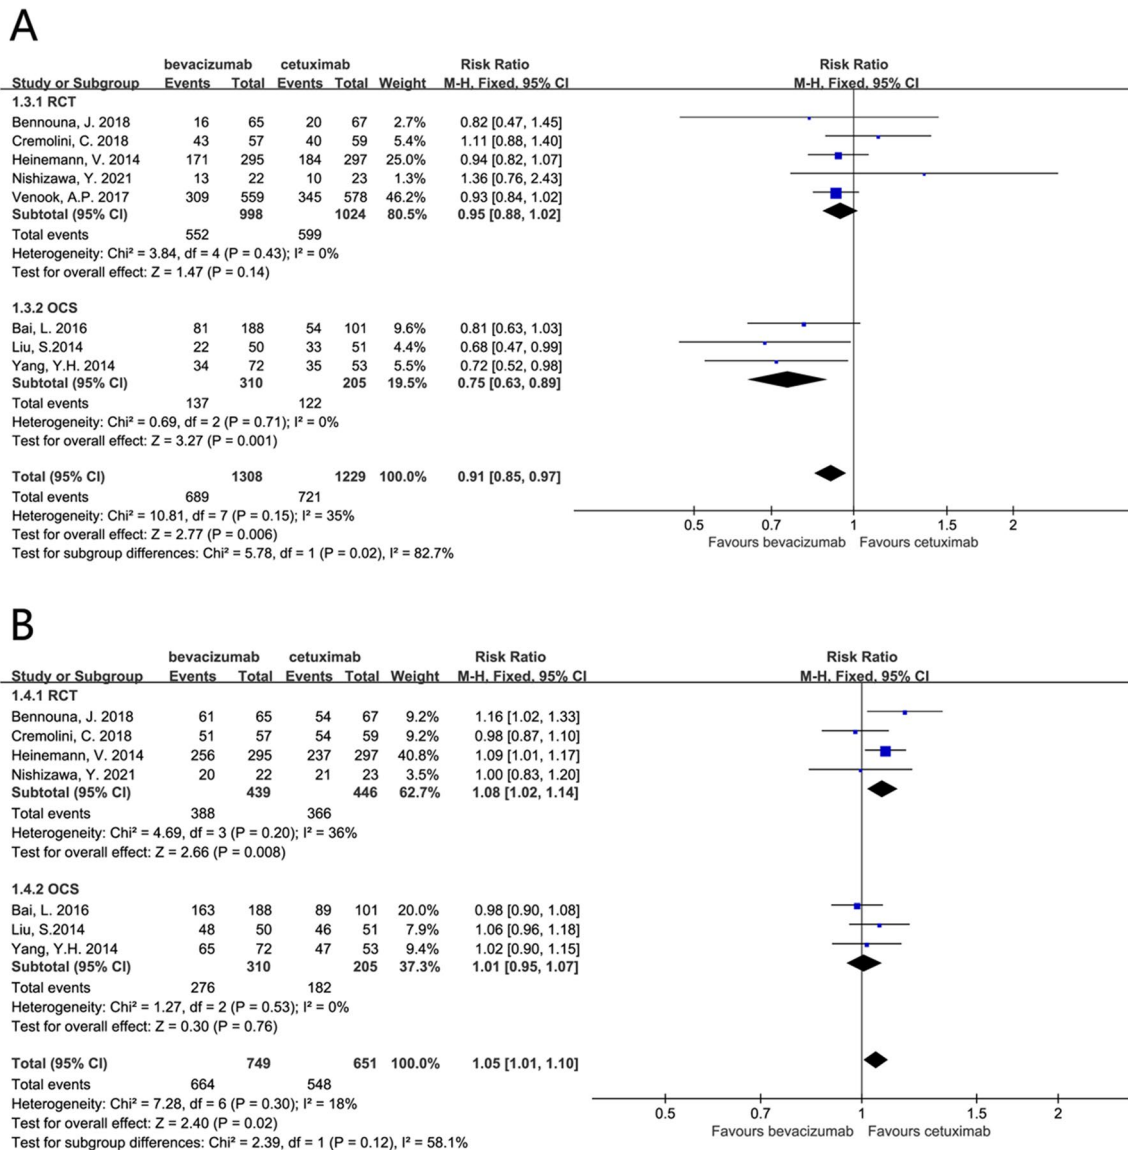 A
bevacizumab cetuximab Risk Ratio Risk Ratio
Study or Subgroup Events Total Events Total Weight M-H, Fixed, 95% CI M-H, Fixed, 95% CI
1.3.1 RCT
Bennouna, J. 2018 16 65 20 67 2.7% 0.82 [0.47, 1.45]
Cremolini, C. 2018 43 57 40 59 5.4% 1.11 [0.88, 1.40]
Heinemann, V. 2014 171 295 184 297 25.0% 0.94 [0.82, 1.07]
Nishizawa, Y. 2021 13 22 10 23 1.3% 1.36 [0.76, 2.43]
Venook, A.P. 2017 309 559 345 578 46.2% 0.93 [0.84, 1.02]
Subtotal (95% CI) 998 1024 80.5% 0.95 [0.88, 1.02]
Total events 552 599
Heterogeneity: Chi² = 3.84, df = 4 (P = 0.43); I² = 0%
Test for overall effect: Z = 1.47 (P = 0.14)
1.3.2 OCS
Bai, L. 2016 81 188 54 101 9.6% 0.81 [0.63, 1.03]
Liu, S.2014 22 50 33 51 4.4% 0.68 [0.47, 0.99]
Yang, Y.H. 2014 34 72 35 53 5.5% 0.72 [0.52, 0.98]
Subtotal (95% CI) 310 205 19.5% 0.75 [0.63, 0.89]
Total events 137 122
Heterogeneity: Chi² = 0.69, df = 2 (P = 0.71); I² = 0%
Test for overall effect: Z = 3.27 (P = 0.001)
Total (95% CI) 1308 1229 100.0% 0.91 [0.85, 0.97]
Total events 689 721
Heterogeneity: Chi² = 10.81, df = 7 (P = 0.15); I² = 35%
Test for overall effect: Z = 2.77 (P = 0.006)
Test for subgroup differences: Chi² = 5.78, df = 1 (P = 0.02), I² = 82.7%
0.5 0.7 1 1.5 2
Favours bevacizumab Favours cetuximab
B
bevacizumab cetuximab Risk Ratio Risk Ratio
Study or Subgroup Events Total Events Total Weight M-H, Fixed, 95% CI M-H, Fixed, 95% CI
1.4.1 RCT
Bennouna, J. 2018 61 65 54 67 9.2% 1.16 [1.02, 1.33]
Cremolini, C. 2018 51 57 54 59 9.2% 0.98 [0.87, 1.10]
Heinemann, V. 2014 256 295 237 297 40.8% 1.09 [1.01, 1.17]
Nishizawa, Y. 2021 20 22 21 23 3.5% 1.00 [0.83, 1.20]
Subtotal (95% CI) 439 446 62.7% 1.08 [1.02, 1.14]
Total events 388 366
Heterogeneity: Chi² = 4.69, df = 3 (P = 0.20); I² = 36%
Test for overall effect: Z = 2.66 (P = 0.008)
1.4.2 OCS
Bai, L. 2016 163 188 89 101 20.0% 0.98 [0.90, 1.08]
Liu, S.2014 48 50 46 51 7.9% 1.06 [0.96, 1.18]
Yang, Y.H. 2014 65 72 47 53 9.4% 1.02 [0.90, 1.15]
Subtotal (95% CI) 310 205 37.3% 1.01 [0.95, 1.07]
Total events 276 182
Heterogeneity: Chi² = 1.27, df = 2 (P = 0.53); I² = 0%
Test for overall effect: Z = 0.30 (P = 0.76)
Total (95% CI) 749 651 100.0% 1.05 [1.01, 1.10]
Total events 664 548
Heterogeneity: Chi² = 7.28, df = 6 (P = 0.30); I² = 18%
Test for overall effect: Z = 2.40 (P = 0.02)
Test for subgroup differences: Chi² = 2.39, df = 1 (P = 0.12), I² = 58.1%
0.5 0.7 1 1.5 2
Favours bevacizumab Favours cetuximab